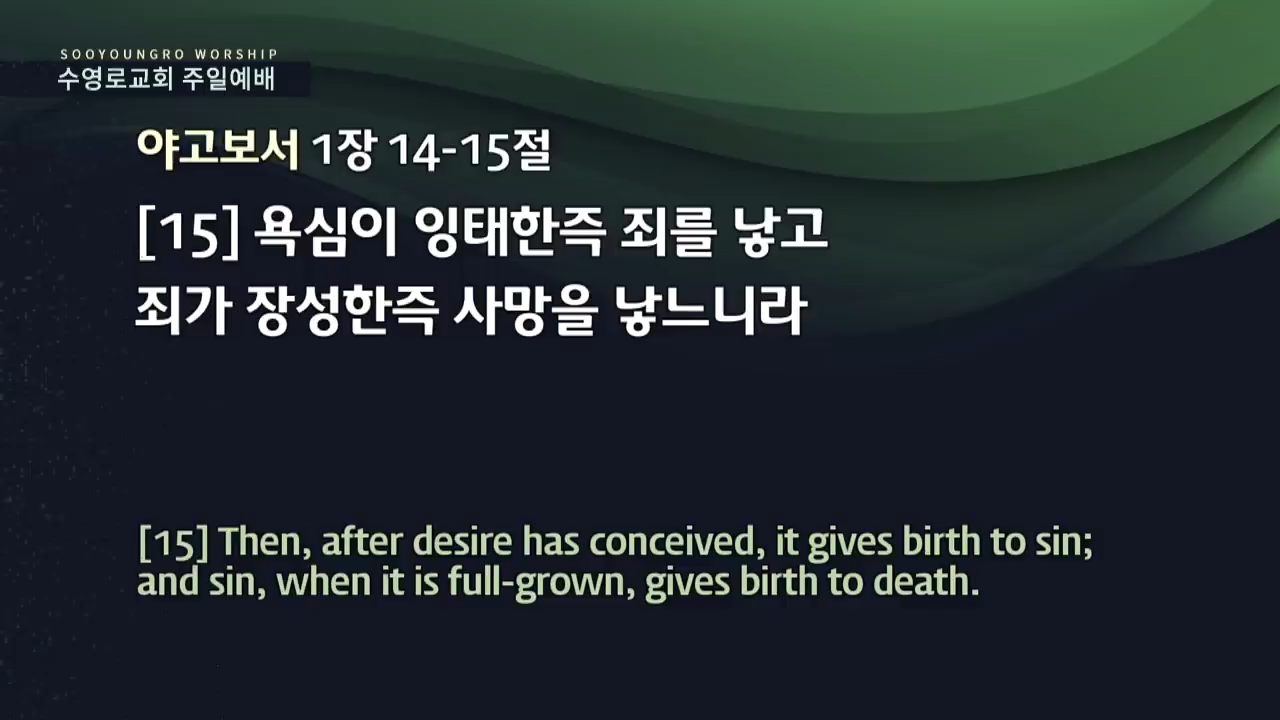 SOOYOUNGRO WORSHIP
수영로교회 주일예배
야고보서 1장 14-15절
[15] 욕심이 잉태한즉 죄를 낳고
죄가 장성한즉 사망을 낳느니라
[15] Then, after desire has conceived, it gives birth to sin;
and sin, when it is full-grown, gives birth to death.